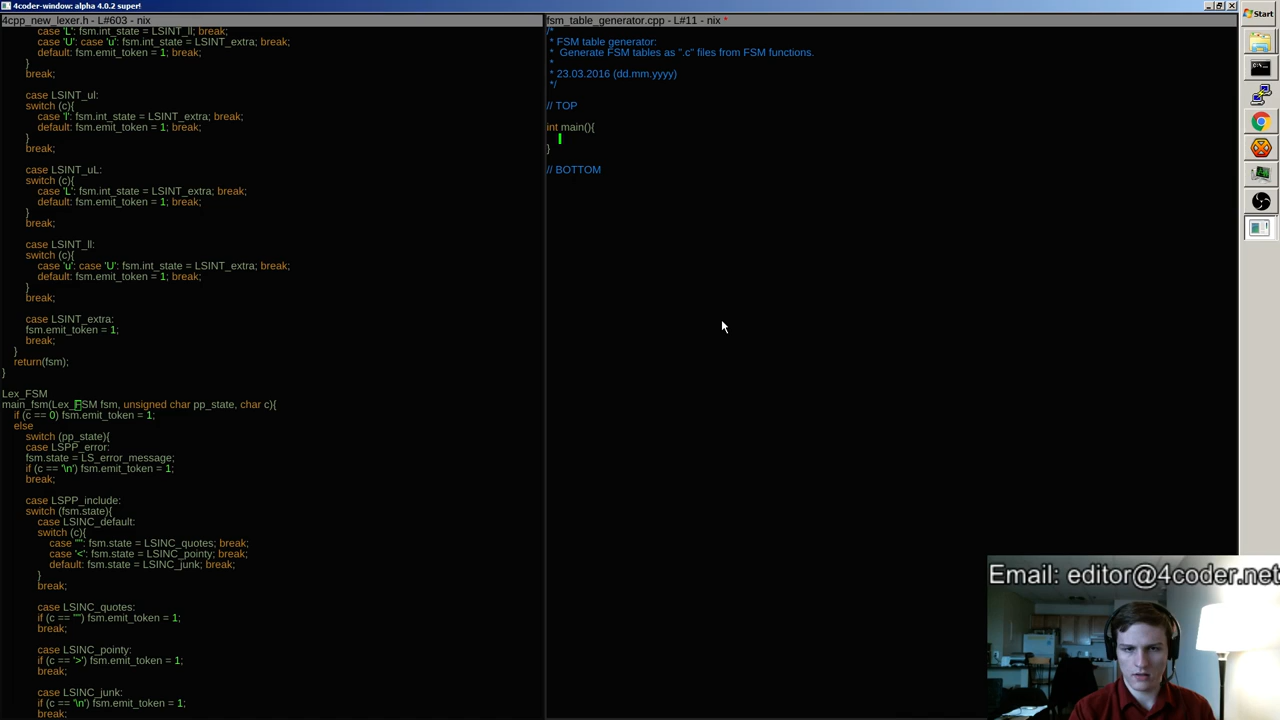 4coder-window: alpha 4.0.2 super!
4cpp_new_lexer.h - L#603 - nix
case 'L': fsm.int_state = LSINT_ll; break;
case 'U': case 'u': fsm.int_state = LSINT_extra; break;
default: fsm.emit_token = 1; break;
}
break;
case LSINT_ul:
switch (c){
case 'l': fsm.int_state = LSINT_extra; break;
default: fsm.emit_token = 1; break;
}
break;
case LSINT_uL:
switch (c){
case 'L': fsm.int_state = LSINT_extra; break;
default: fsm.emit_token = 1; break;
}
break;
case LSINT_ll:
switch (c){
case 'u': case 'U': fsm.int_state = LSINT_extra; break;
default: fsm.emit_token = 1; break;
}
break;
case LSINT_extra:
fsm.emit_token = 1;
break;
}
return(fsm);
}
Lex_FSM
main_fsm(Lex_FSM fsm, unsigned char pp_state, char c){
if (c == 0) fsm.emit_token = 1;
else
switch (pp_state){
case LSPP_error:
fsm.state = LS_error_message;
if (c == '\n') fsm.emit_token = 1;
break;
case LSPP_include:
switch (fsm.state){
case LSINC_default:
switch (c){
case '"': fsm.state = LSINC_quotes; break;
case '<': fsm.state = LSINC_pointy; break;
default: fsm.state = LSINC_junk; break;
}
break;
case LSINC_quotes:
if (c == '"') fsm.emit_token = 1;
break;
case LSINC_pointy:
if (c == '>') fsm.emit_token = 1;
break;
case LSINC_junk:
if (c == '\n') fsm.emit_token = 1;
break;
fsm_table_generator.cpp - L#11 - nix *
/*
* FSM table generator:
* Generate FSM tables as ".c" files from FSM functions.
*
* 23.03.2016 (dd.mm.yyyy)
*/
// TOP
int main(){
}
// BOTTOM
Start
Email: editor@4coder.net